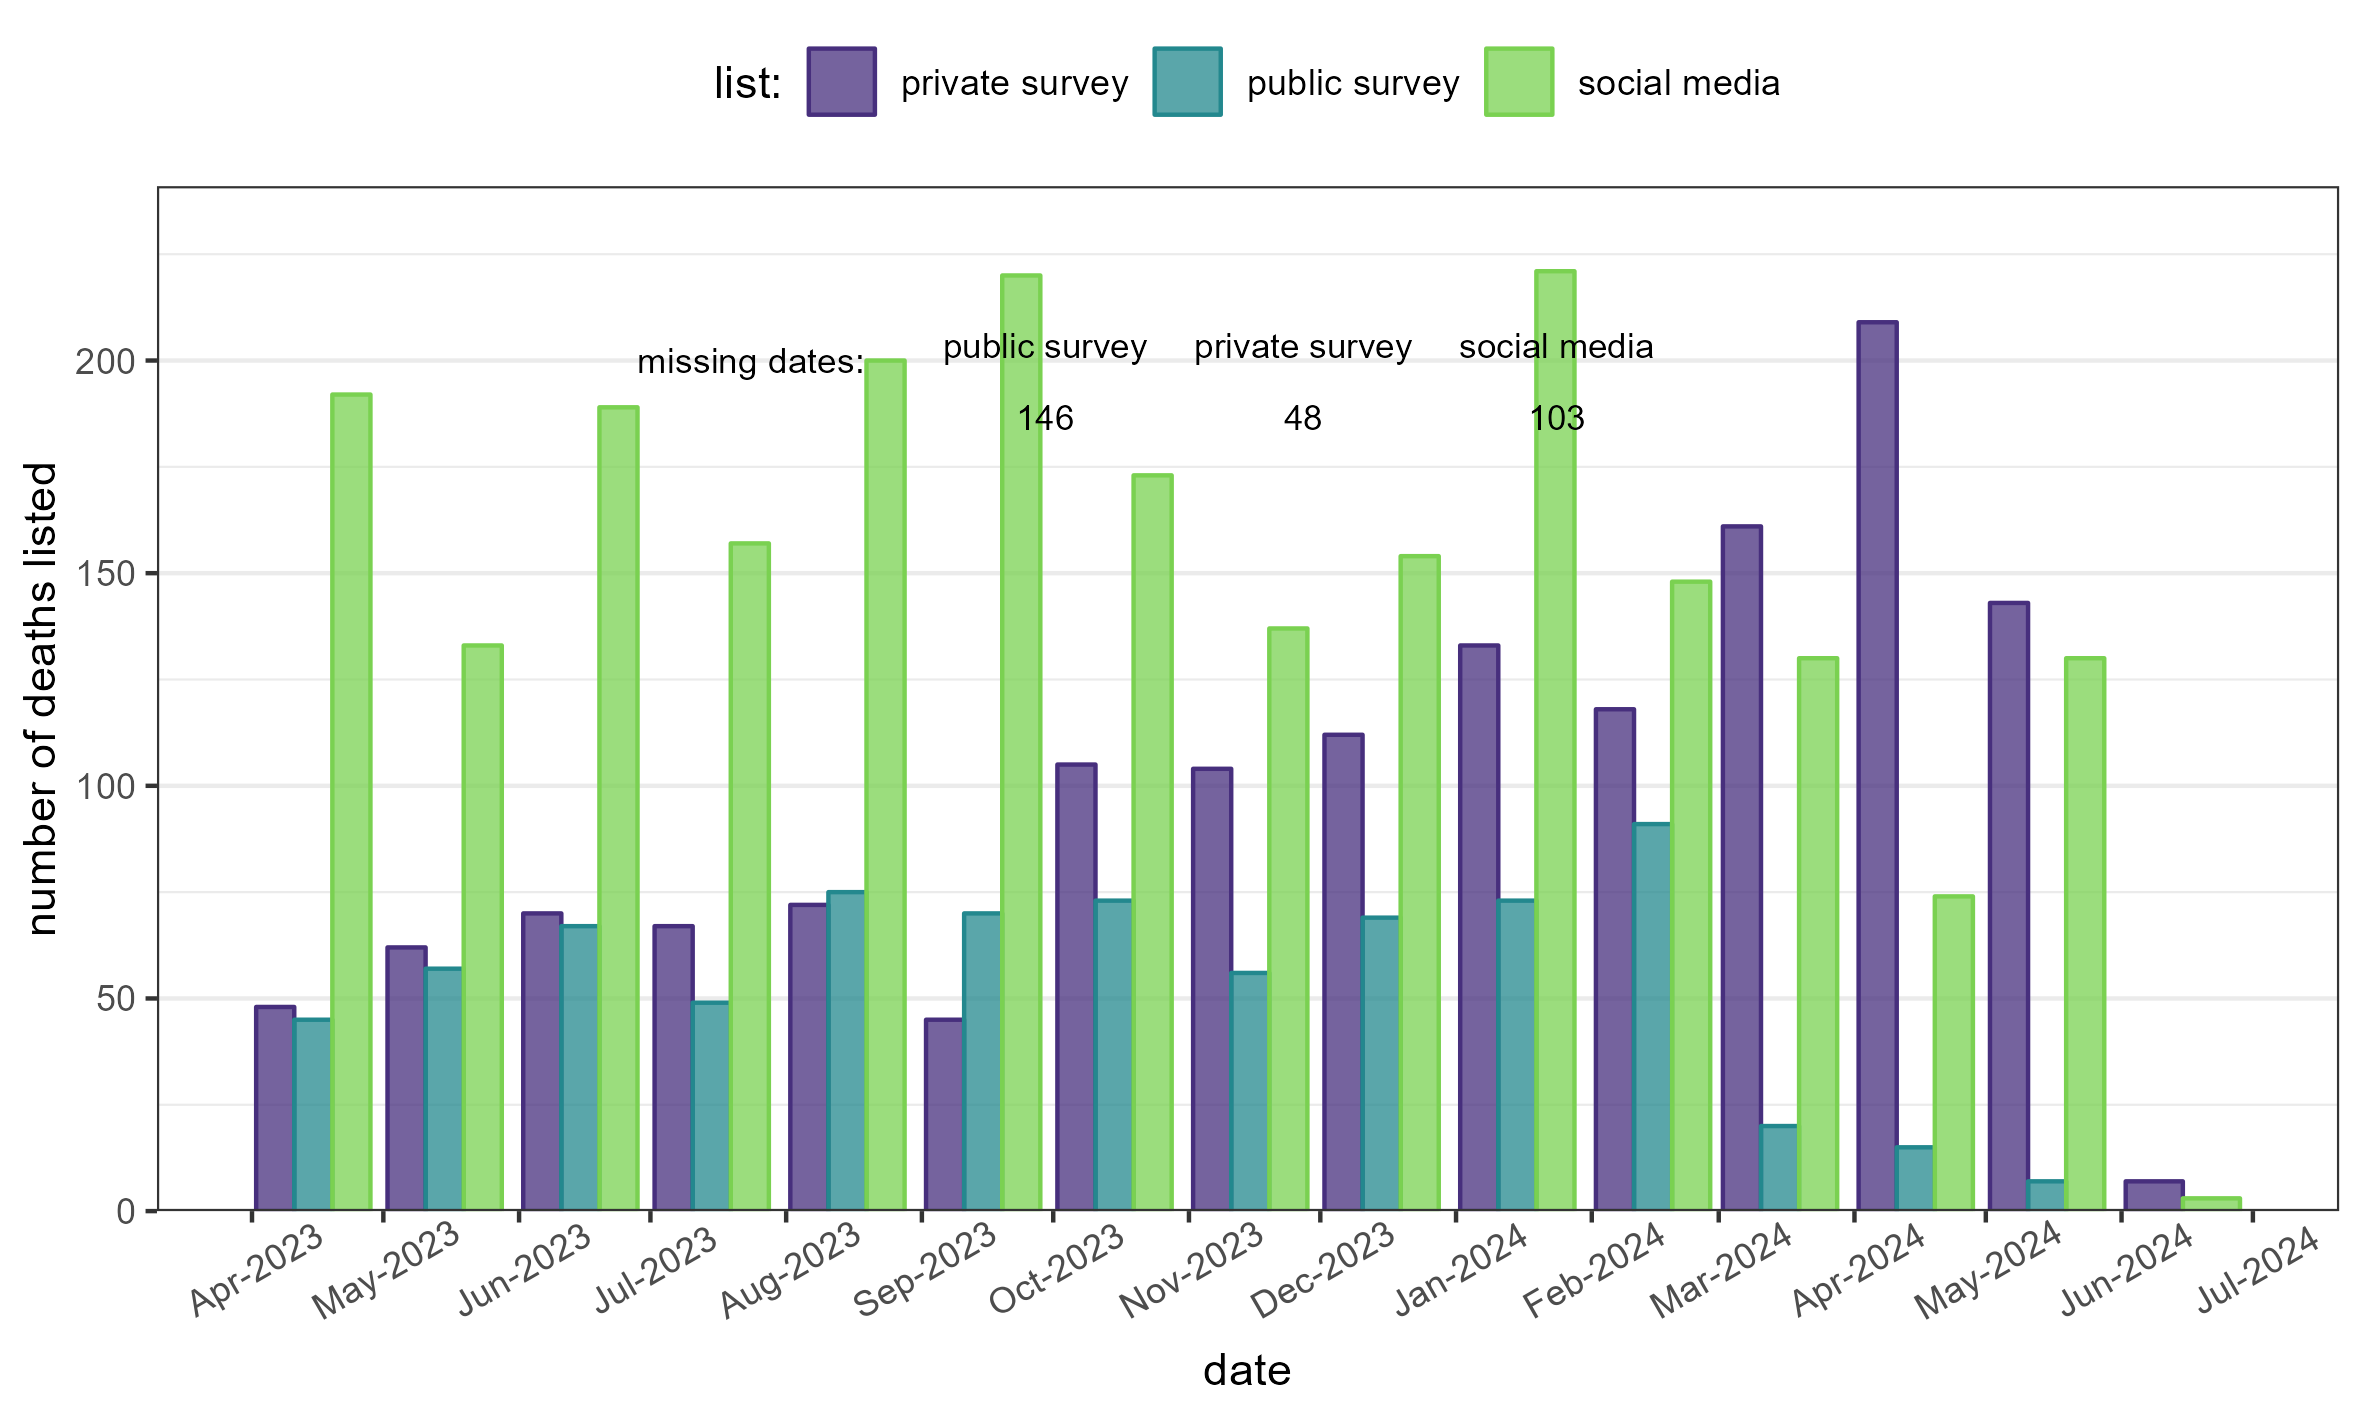 list: private survey public survey social media
missing dates: public survey private survey social media
146 48 103
number of deaths listed
200
150
100
50
0
Apr-2023 May-2023 Jun-2023 Jul-2023 Aug-2023 Sep-2023 Oct-2023 Nov-2023 Dec-2023 Jan-2024 Feb-2024 Mar-2024 Apr-2024 May-2024 Jun-2024 Jul-2024
date